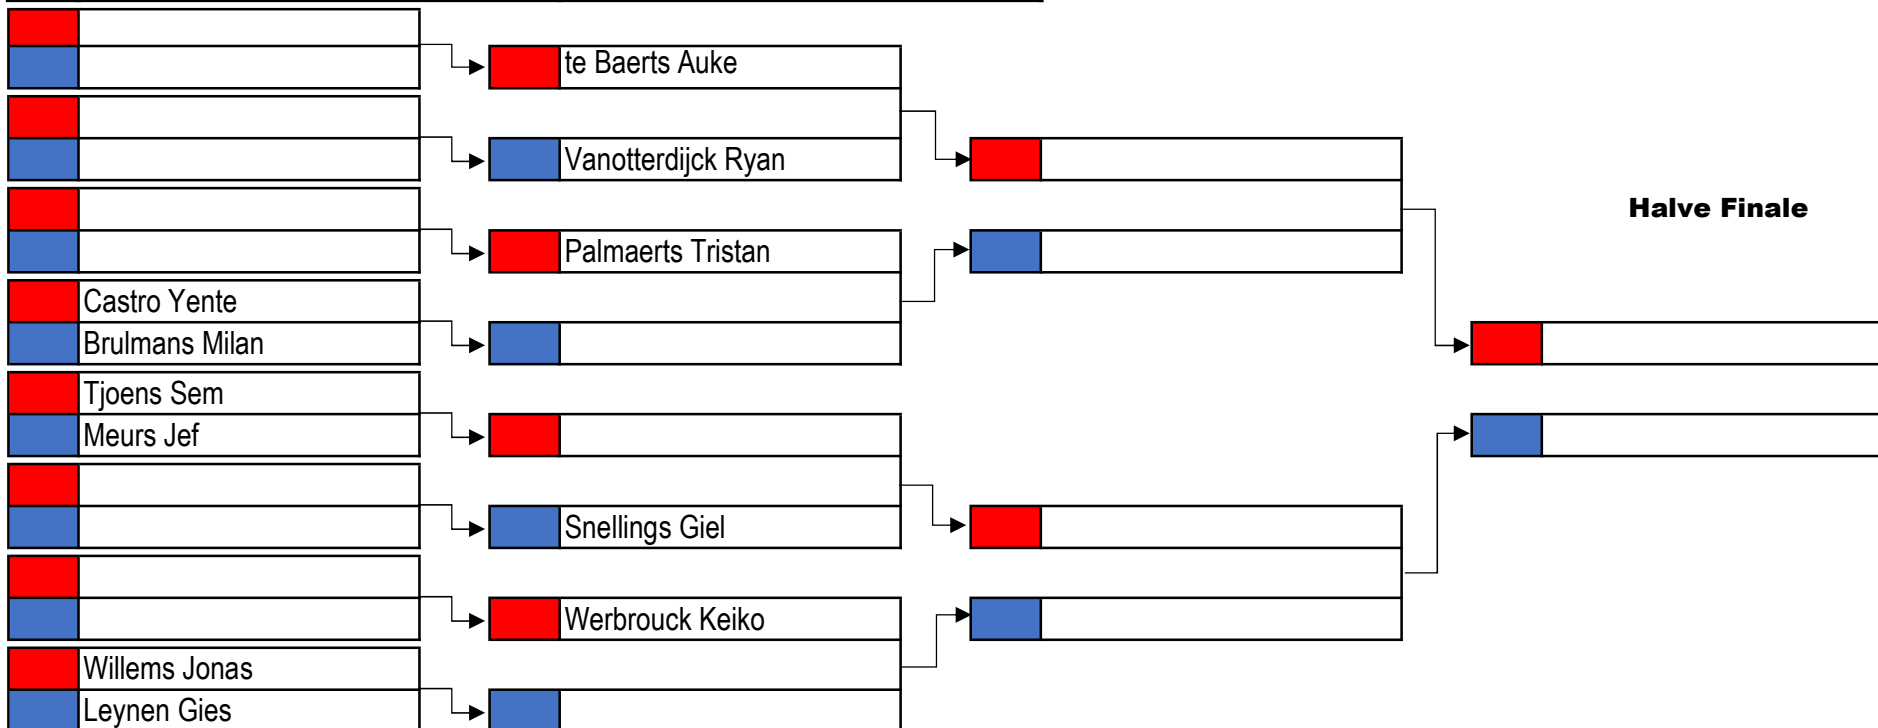 te Baerts Auke
Vanotterdijck Ryan
Halve Finale
Palmaerts Tristan
Castro Yente
Brulmans Milan
Tjoens Sem
Meurs Jef
Snellings Giel
Werbrouck Keiko
Willems Jonas
Leynen Gies